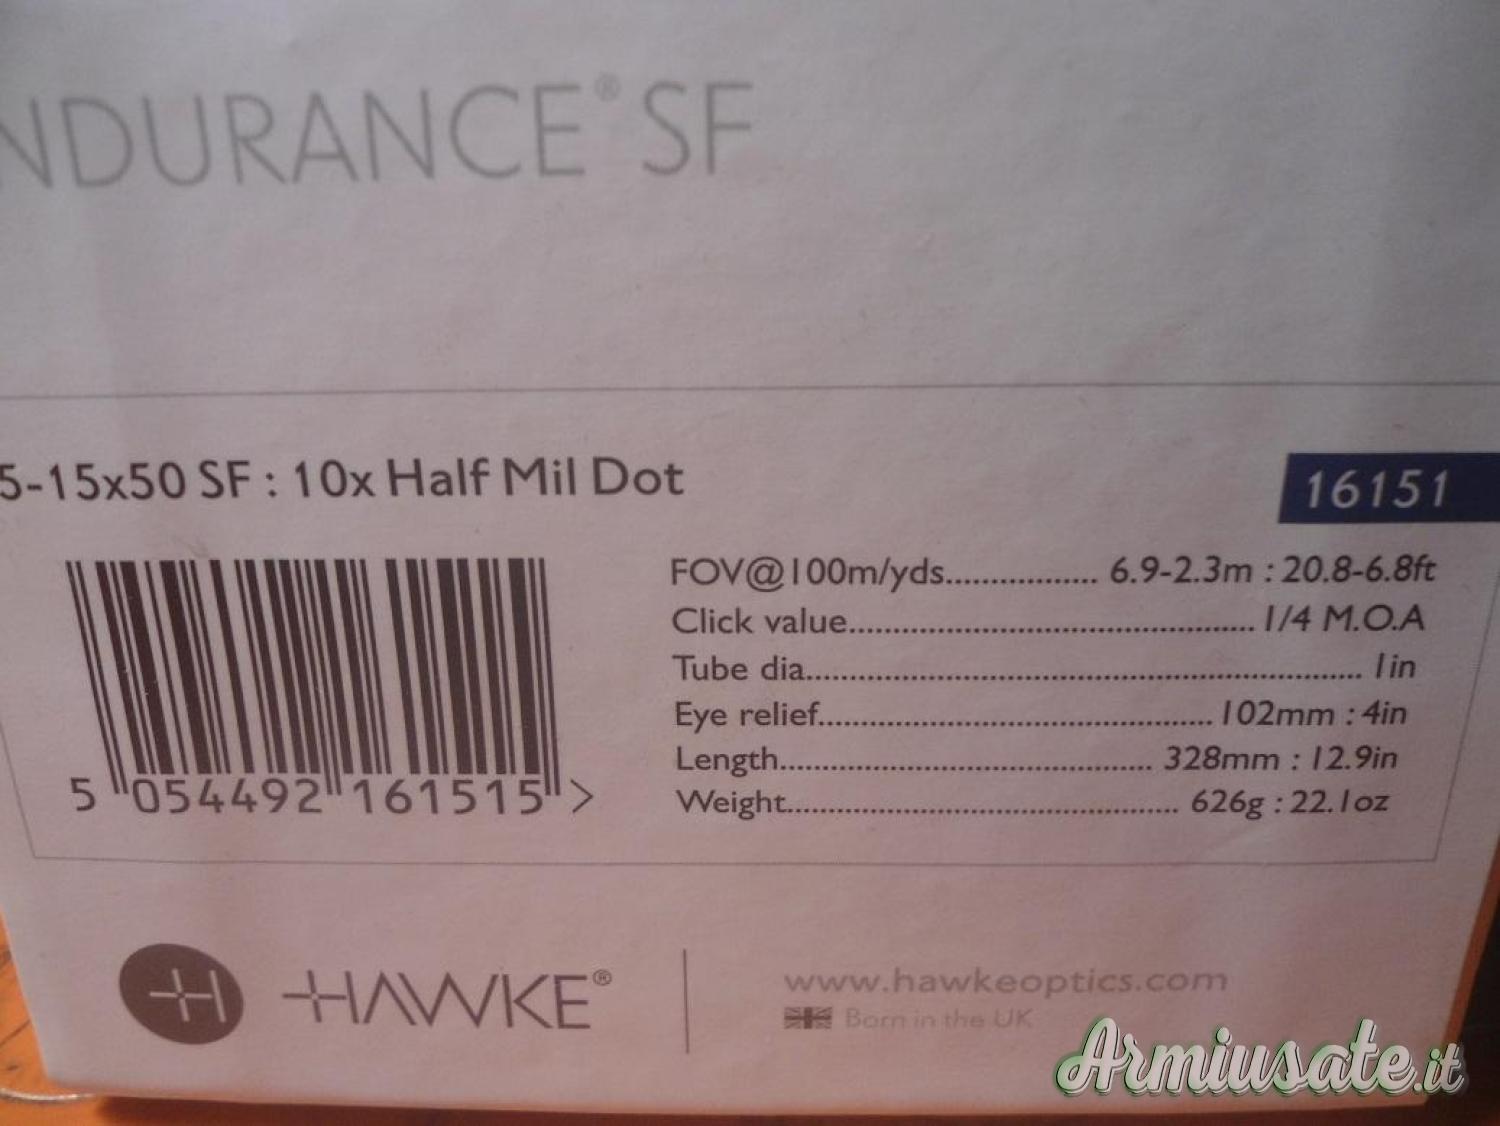 NDURANCE® SF
5-15x50 SF : 10x Half Mil Dot
16151
FOV@100m/yds................. 6.9-2.3m : 20.8-6.8ft
Click value............................................. 1/4 M.O.A
Tube dia............................................................. 1in
Eye relief........................................... 102mm : 4in
Length......................................... 328mm : 12.9in
Weight........................................... 626g : 22.1oz
5 054492 161515 >
HAWKE®
www.hawkeoptics.com
Born in the UK
Armiusate.it